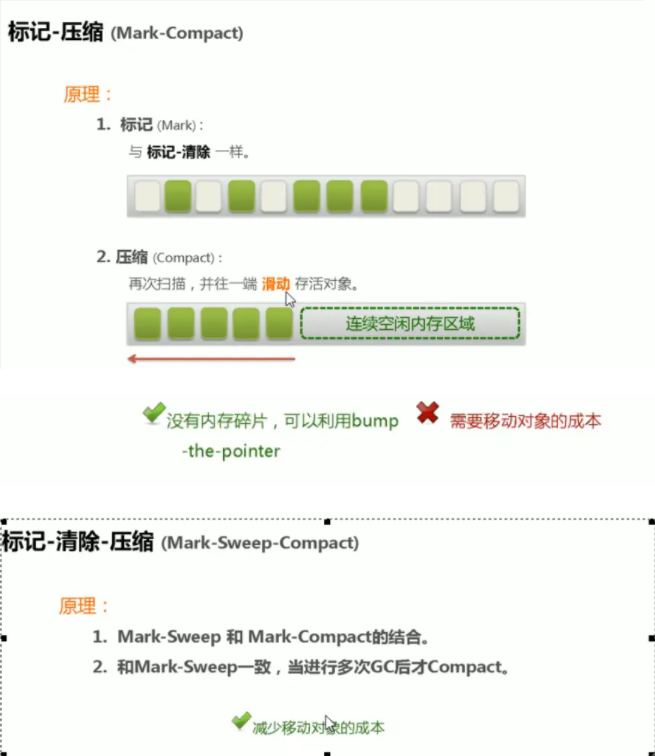 标记-压缩 (Mark-Compact)
原理：
1. 标记 (Mark)：
与 标记-清除 一样。
2. 压缩 (Compact)：
再次扫描，并往一端 滑动 存活对象。
连续空闲内存区域
没有内存碎片，可以利用bump
-the-pointer
需要移动对象的成本
标记-清除-压缩 (Mark-Sweep-Compact)
原理：
1. Mark-Sweep 和 Mark-Compact的结合。
2. 和Mark-Sweep一致，当进行多次GC后才Compact。
减少移动对象的成本